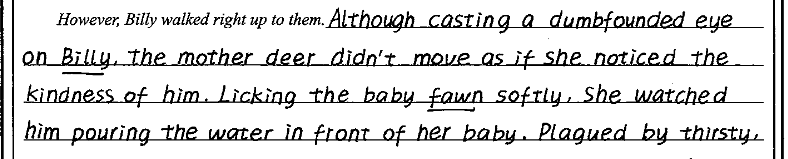 However, Billy walked right up to them. Although casting a dumbfounded eye
on Billy, the mother deer didn't move as if she noticed the
kindness of him. Licking the baby fawn softly, She watched
him pouring the water in front of her baby. Plagued by thirsty,